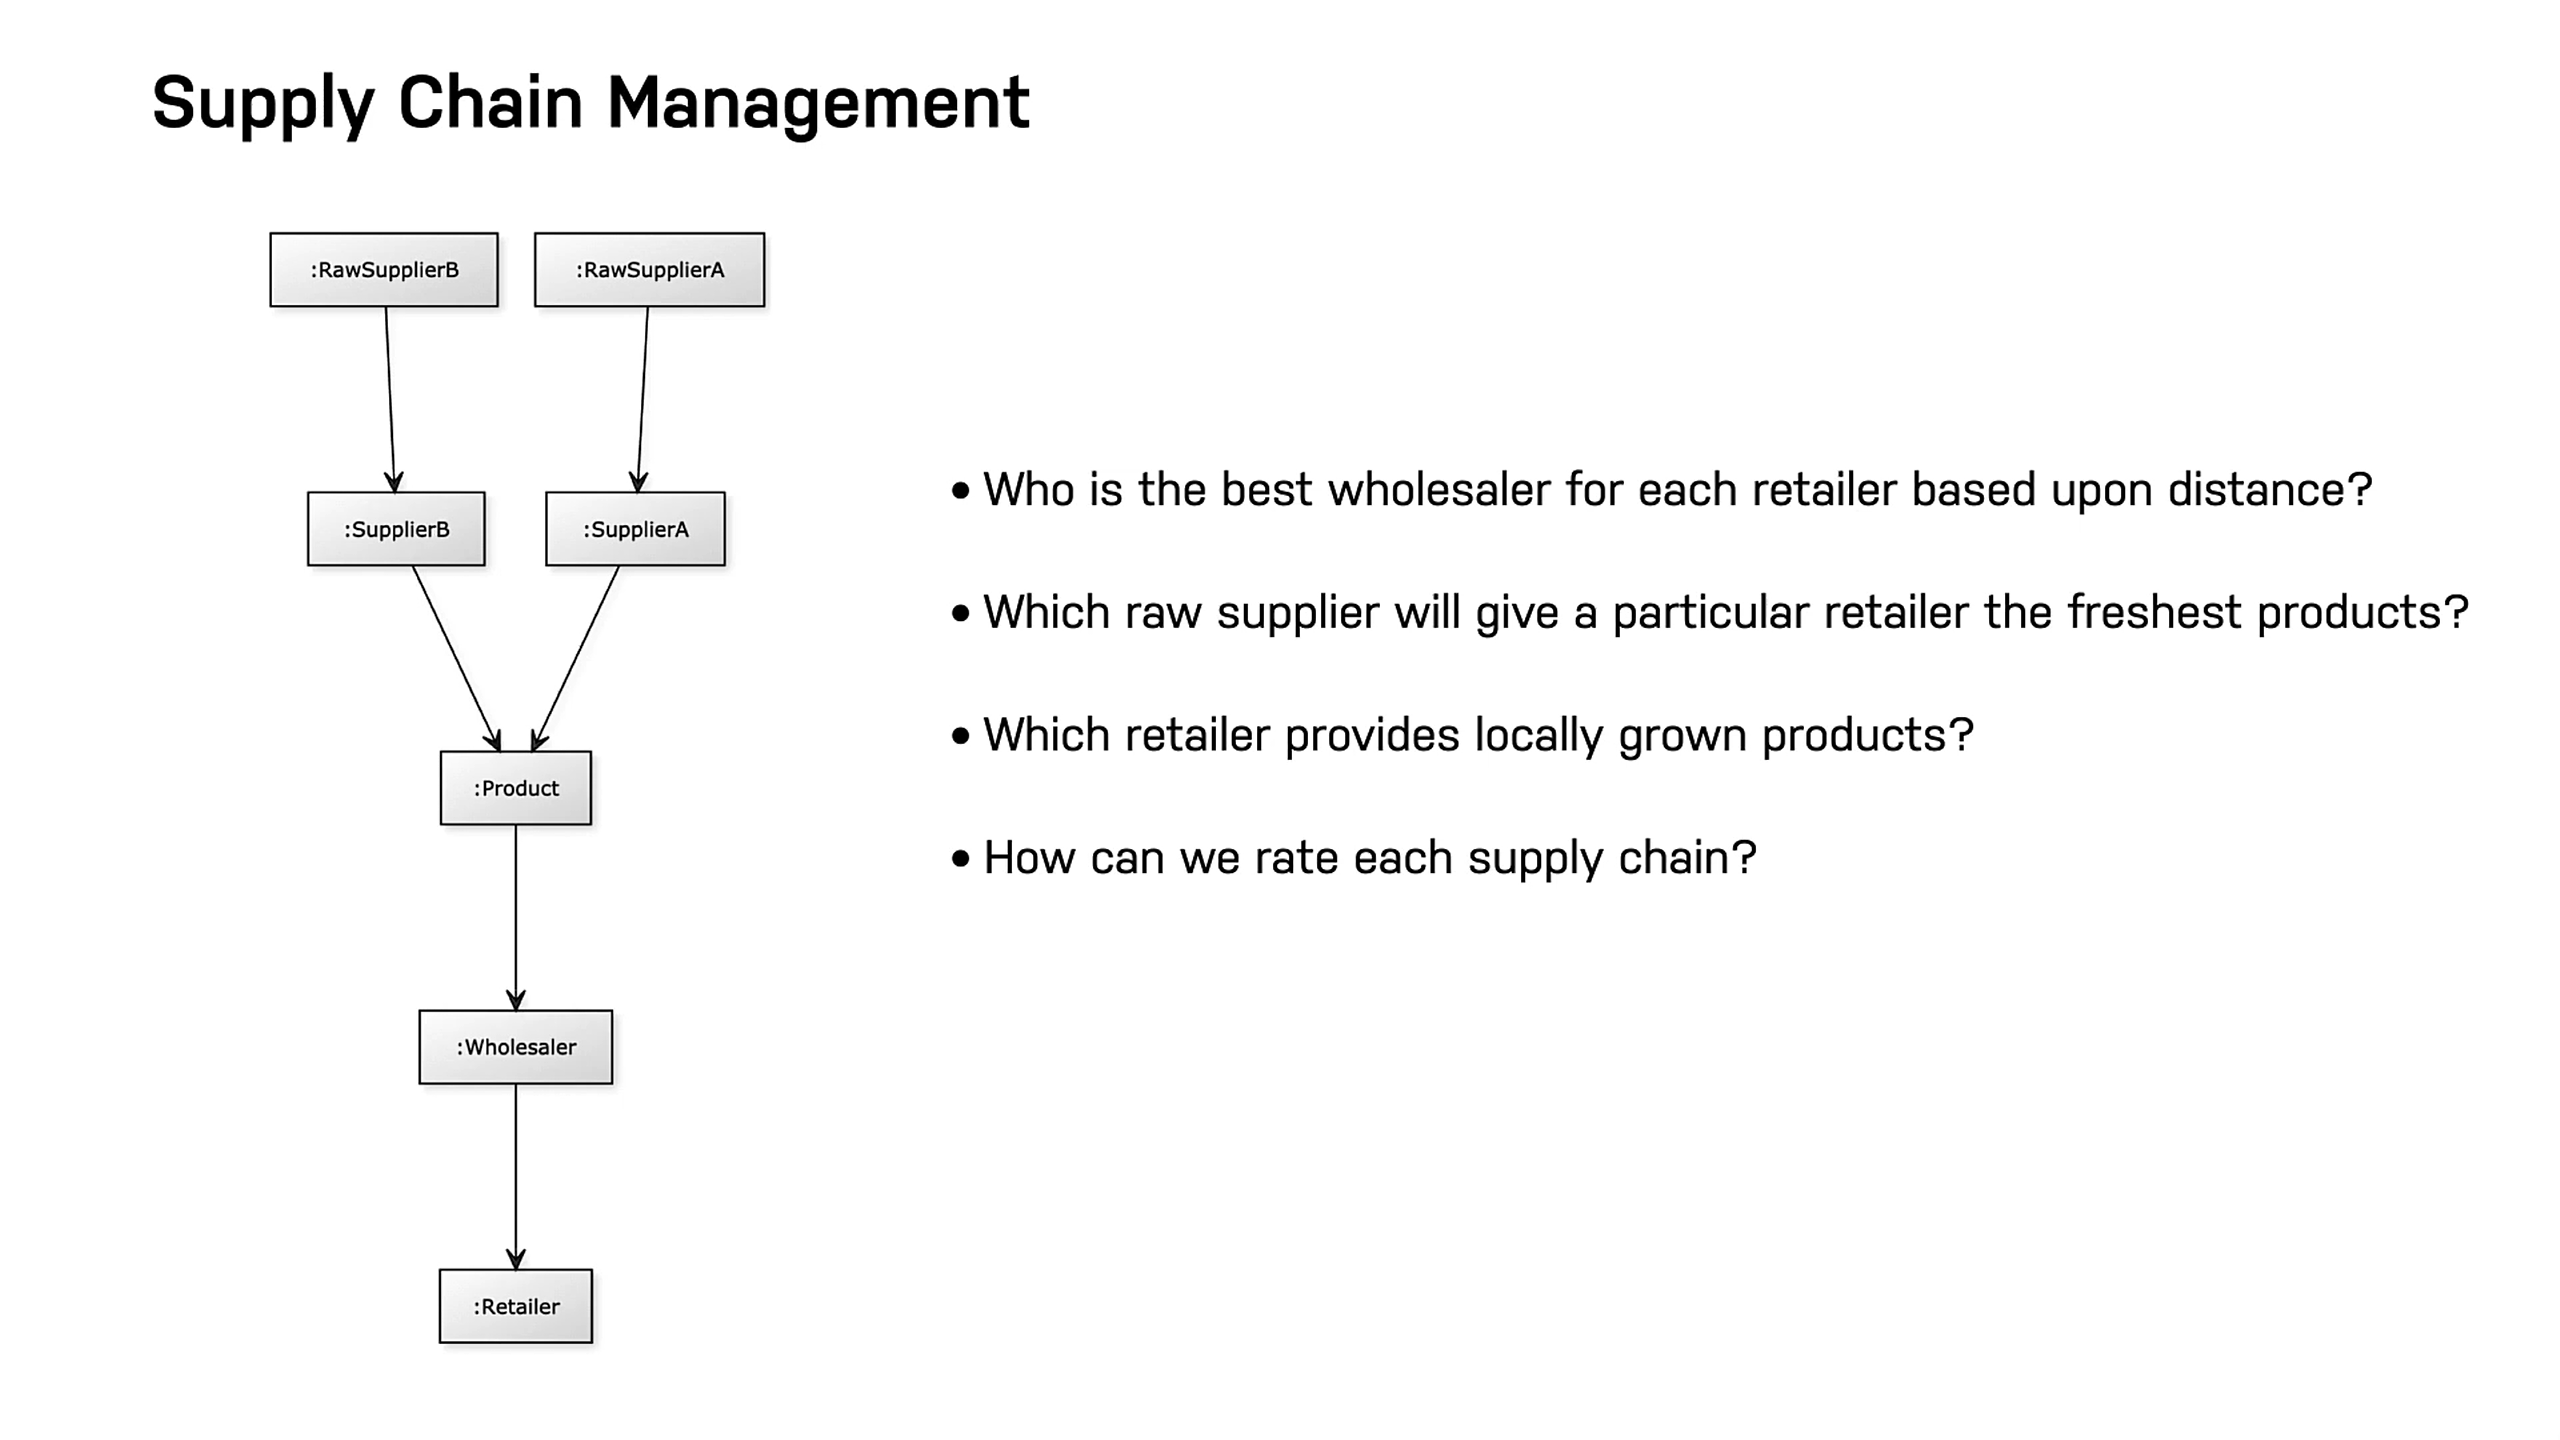 Supply Chain Management
:RawSupplierB
:RawSupplierA
:SupplierB
:SupplierA
:Product
:Wholesaler
:Retailer
• Who is the best wholesaler for each retailer based upon distance?
• Which raw supplier will give a particular retailer the freshest products?
• Which retailer provides locally grown products?
• How can we rate each supply chain?